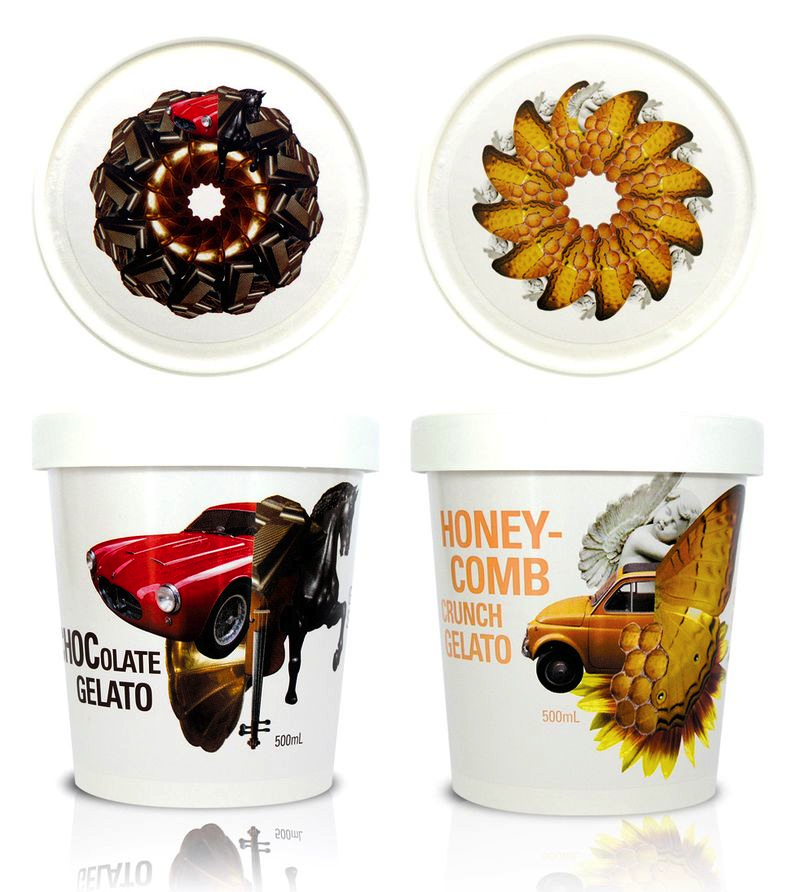 HOCOLATE
GELATO
500mL
HONEY-
COMB
CRUNCH
GELATO
500mL